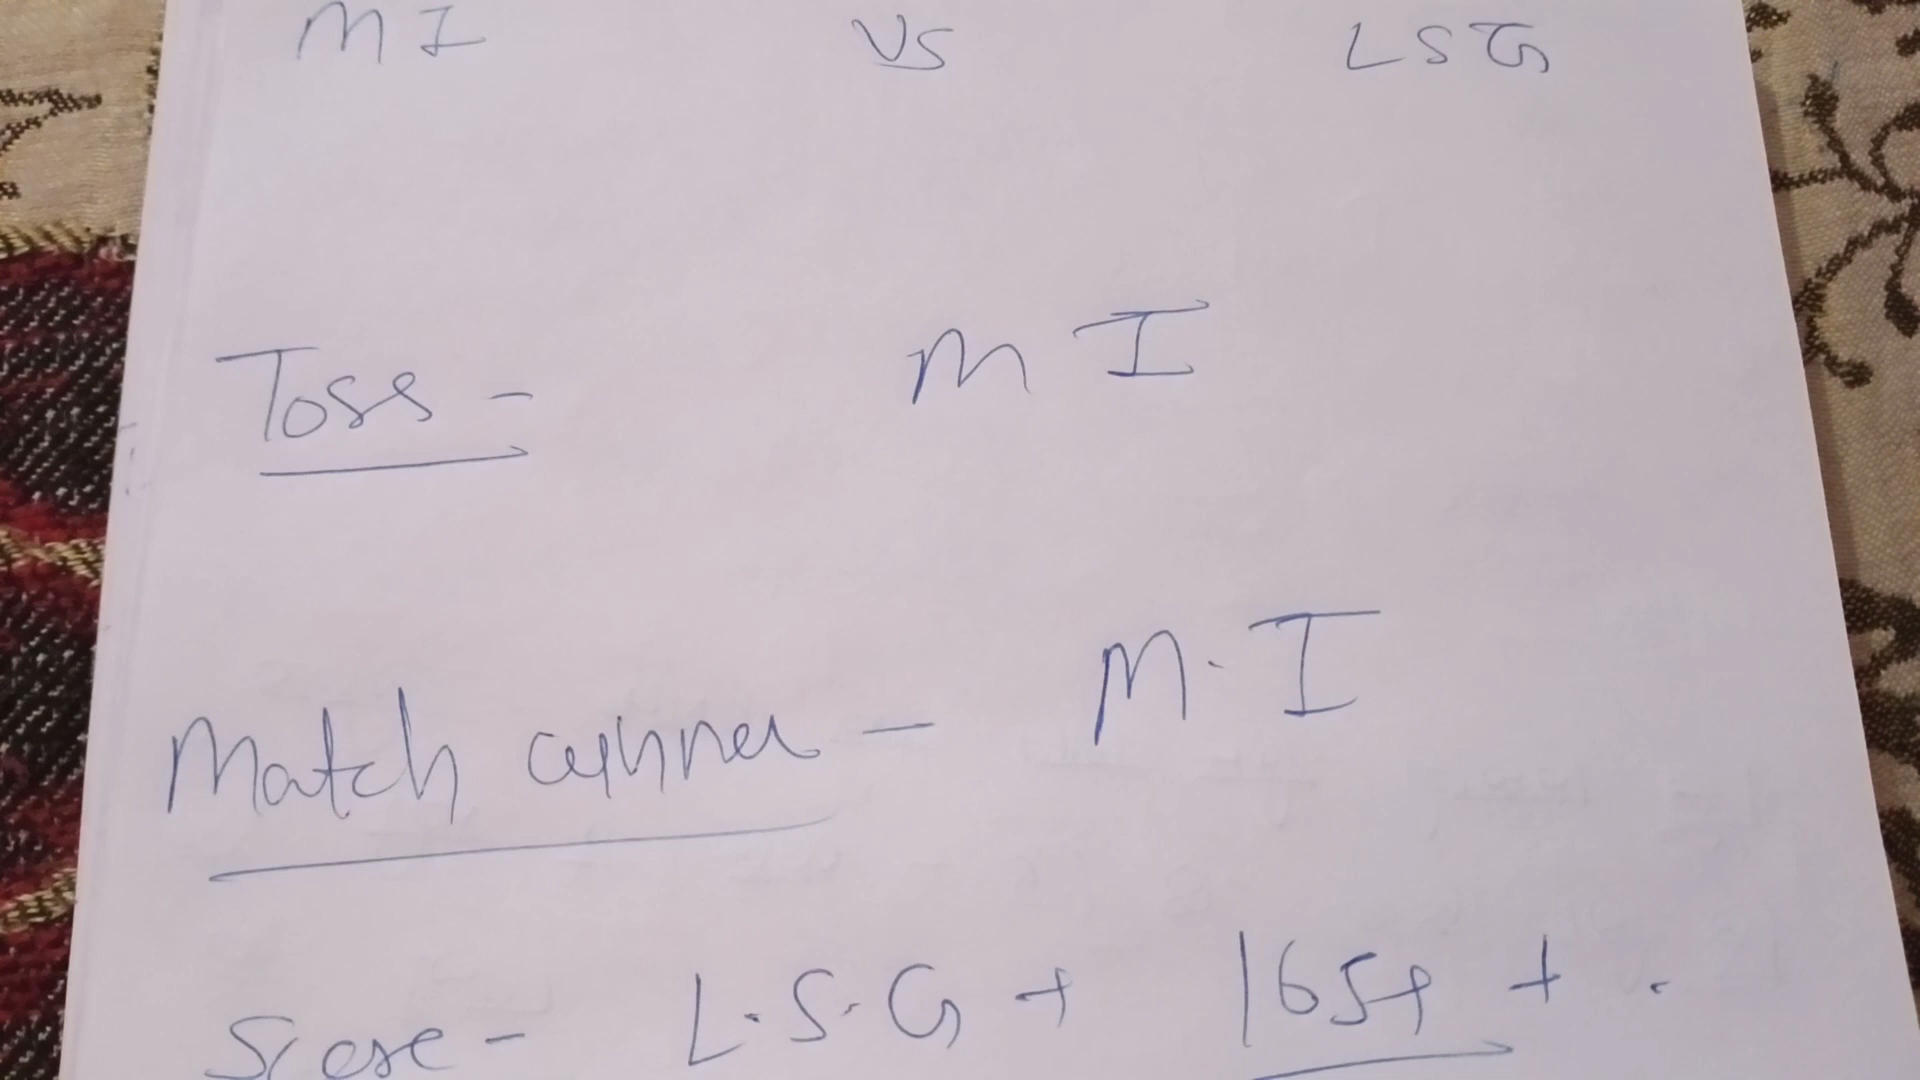 MI VS LSG
Toss - MI
Match winner - M.I
Score - L.S.G + 165+ + .